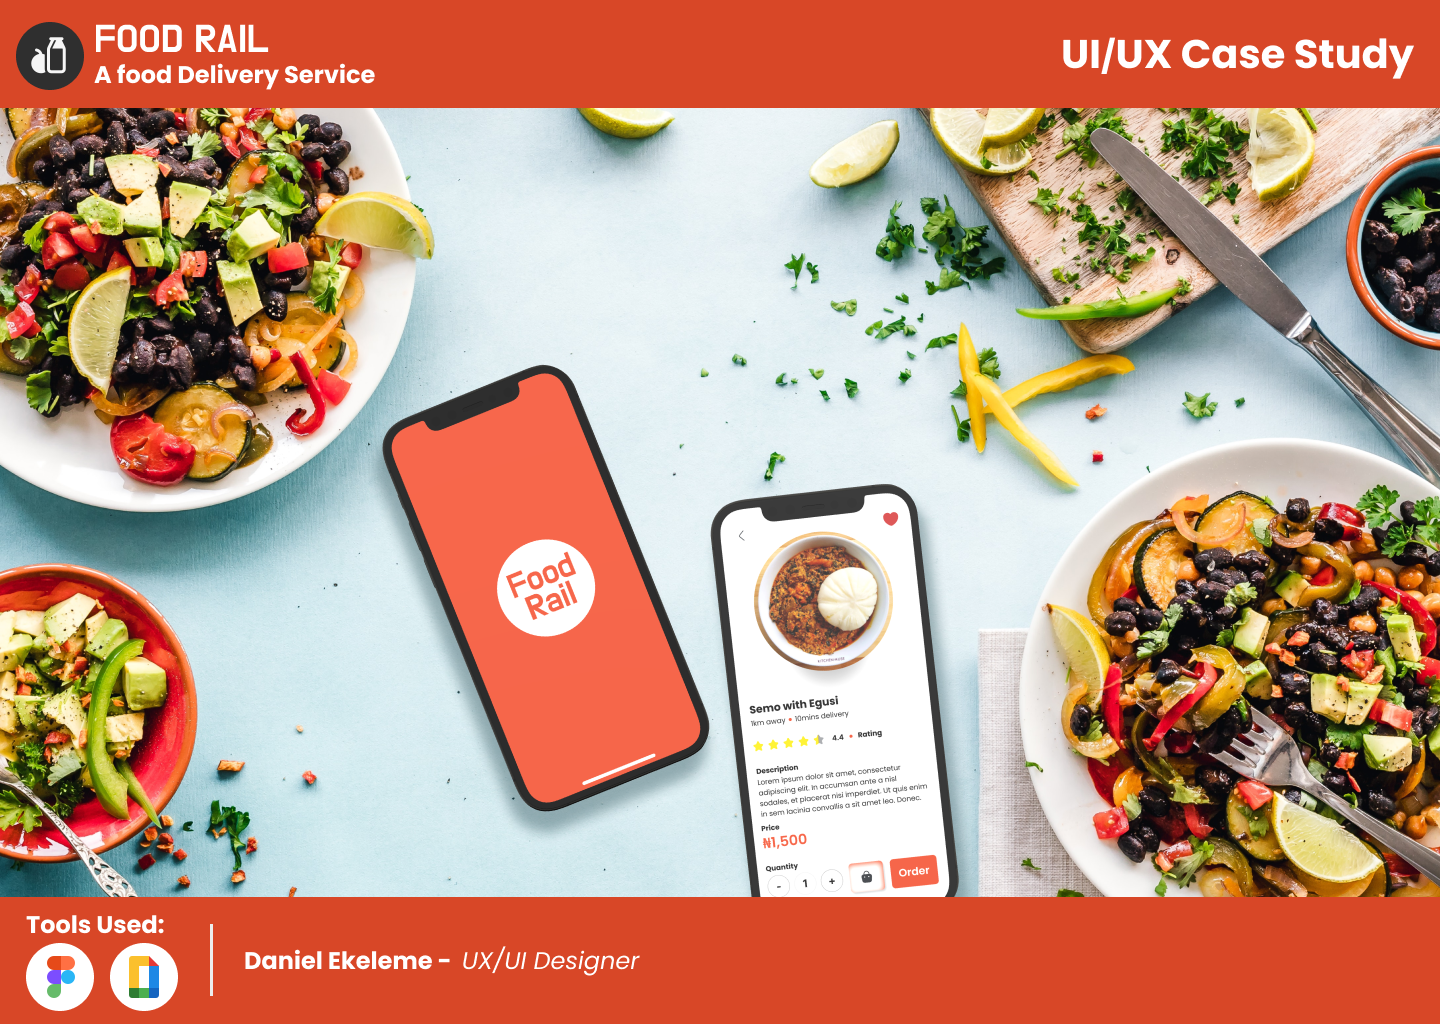 FOOD RAIL
A food Delivery Service
UI/UX Case Study
Food
Rail
KITCHENHUSE
Semo with Egusi
1km away • 10mins delivery
4.4 • Rating
Description
Lorem ipsum dolor sit amet, consectetur
adipiscing elit. In accumsan ante a nisl
sodales, et placerat nisi imperdiet. Ut quis enim
in sem lacinia convallis a sit amet leo. Donec.
Price
₦1,500
Quantity
- 1 +
Order
Tools Used:
Daniel Ekeleme - UX/UI Designer